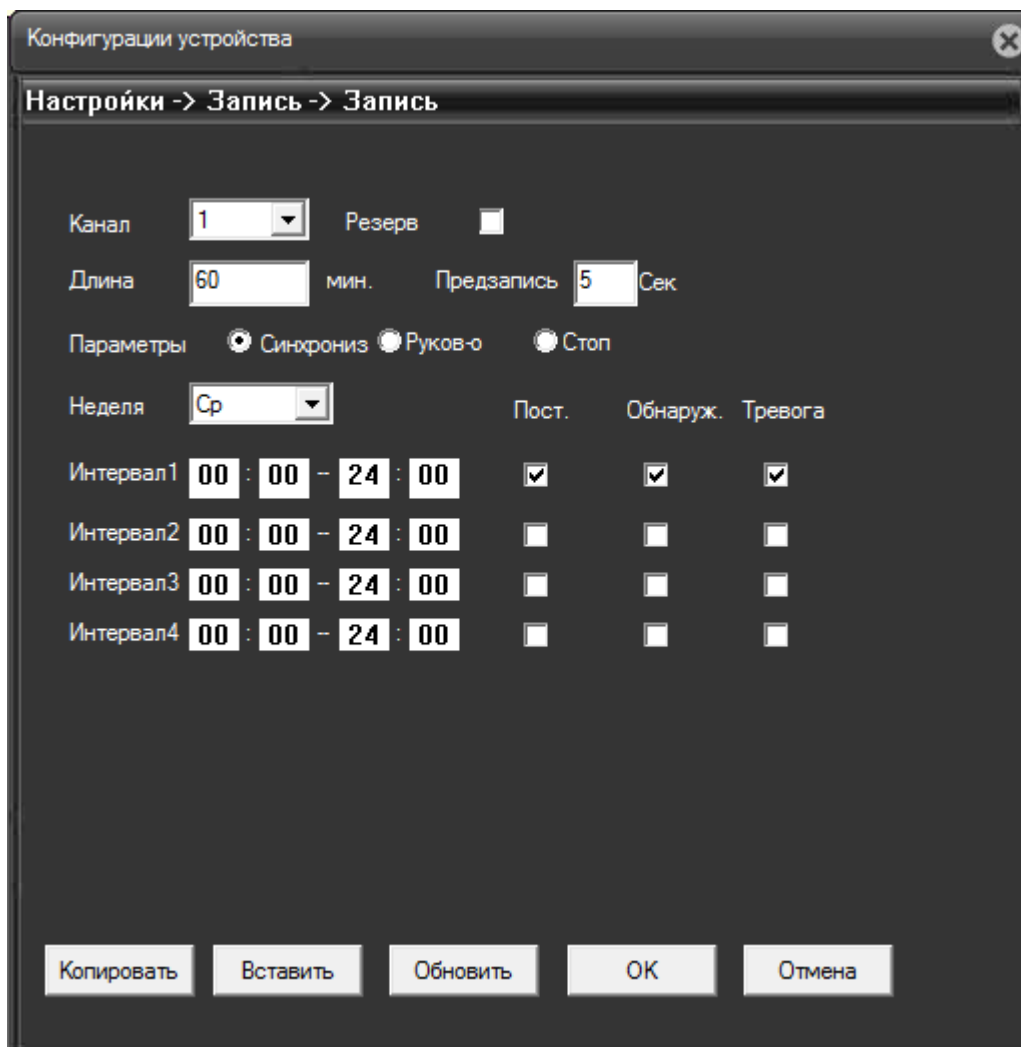 Конфигурации устройства
Настройки -> Запись -> Запись
Канал 1 Резерв
Длина 60 мин. Предзапись 5 Сек
Параметры Синхрониз Руков-о Стоп
Неделя Ср Пост. Обнаруж. Тревога
Интервал1 00 : 00 - 24 : 00
Интервал2 00 : 00 - 24 : 00
Интервал3 00 : 00 - 24 : 00
Интервал4 00 : 00 - 24 : 00
Копировать Вставить Обновить OK Отмена